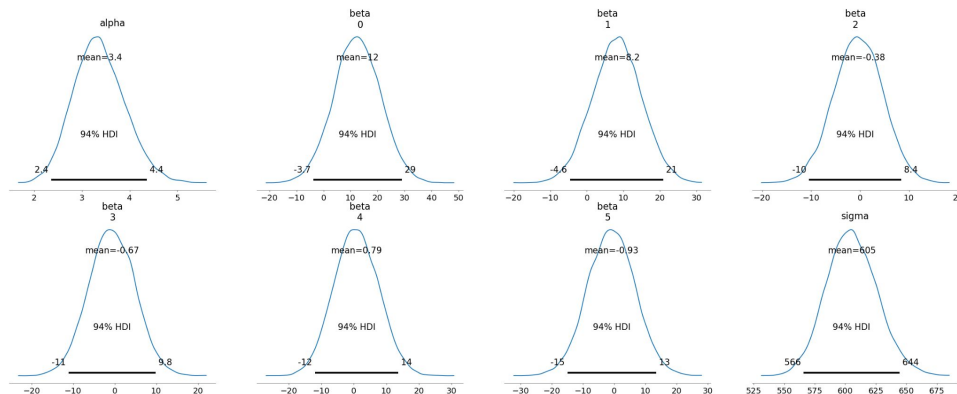 alpha
mean=3.4
94% HDI
2.4 4.4
2 3 4 5
beta
0
mean=12
94% HDI
-3.7 29
−20 −10 0 10 20 30 40 50
beta
1
mean=8.2
94% HDI
-4.6 21
−20 −10 0 10 20 30
beta
2
mean=-0.38
94% HDI
-10 8.4
−20 −10 0 10 2
beta
3
mean=-0.67
94% HDI
-11 9.8
−20 −10 0 10 20
beta
4
mean=0.79
94% HDI
-12 14
−20 −10 0 10 20 30
beta
5
mean=-0.93
94% HDI
-15 13
−30 −20 −10 0 10 20 30
sigma
mean=605
94% HDI
566 644
525 550 575 600 625 650 675